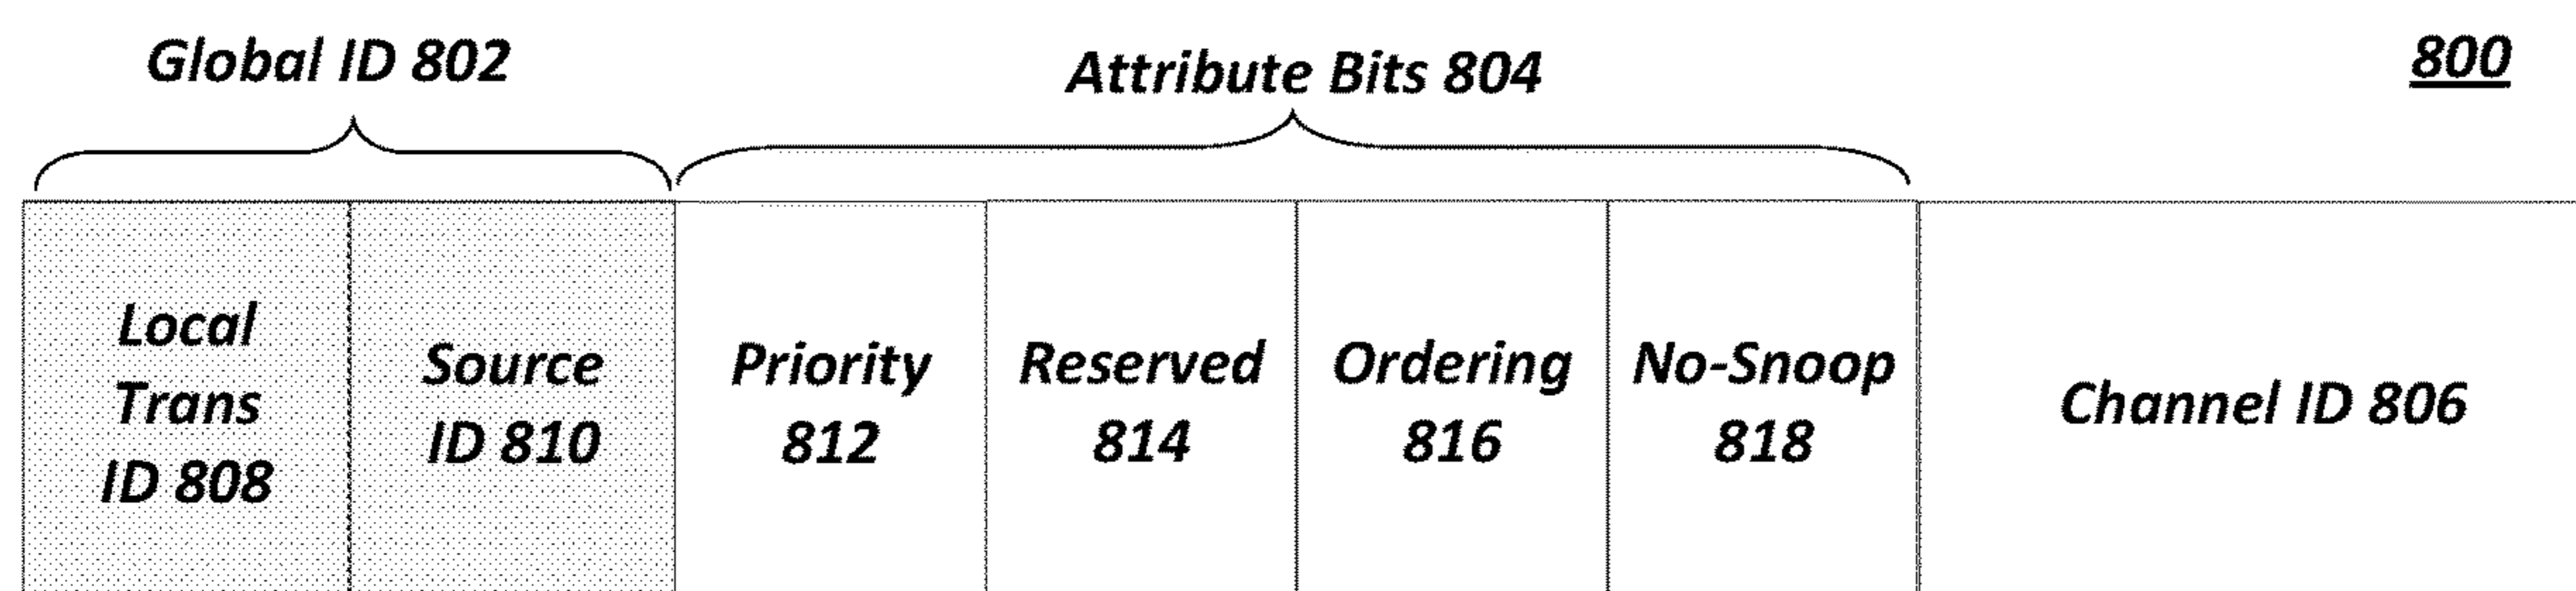 Global ID 802
Attribute Bits 804
800
Local
Trans
ID 808
Source
ID 810
Priority
812
Reserved
814
Ordering
816
No-Snoop
818
Channel ID 806